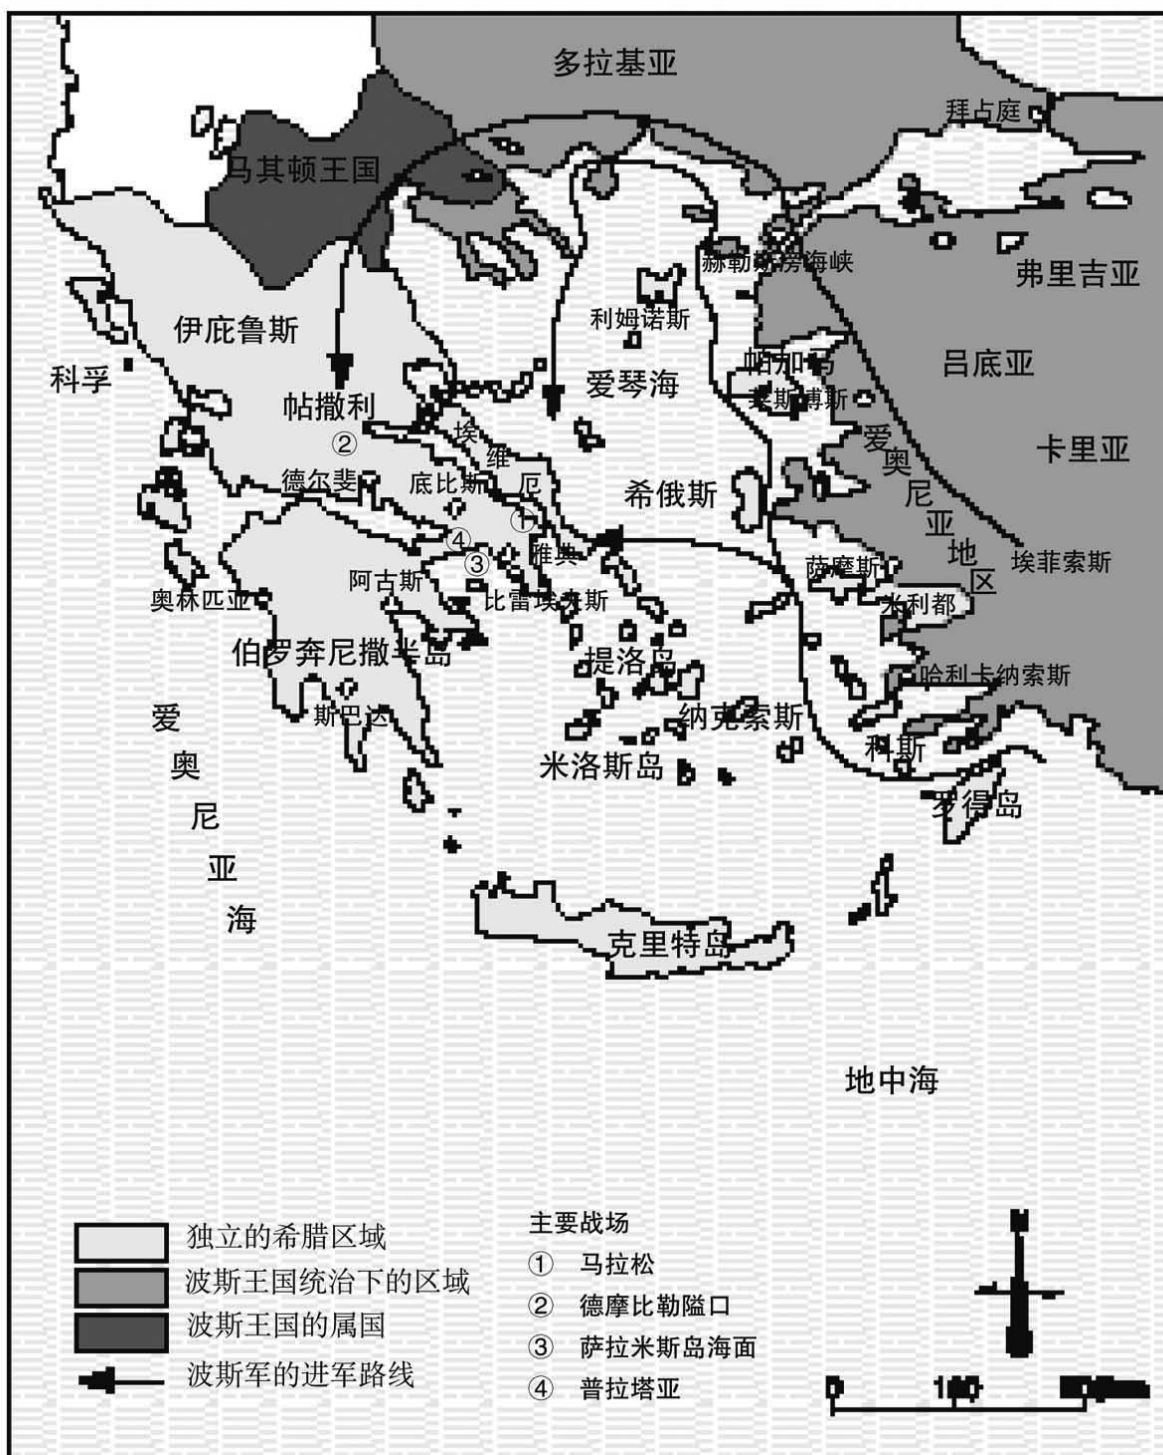 多拉基亚
拜占庭
马其顿王国
赫勒斯滂海峡
弗里吉亚
伊庇鲁斯
利姆诺斯
科孚
爱琴海
帕加马
吕底亚
莱斯博斯
帖撒利
②
埃维厄
爱奥尼亚地区
卡里亚
德尔斐
底比斯
希俄斯
①
④
③
雅典
萨摩斯
埃菲索斯
奥林匹亚
阿古斯
比雷埃夫斯
米利都
伯罗奔尼撒半岛
提洛岛
哈利卡纳索斯
斯巴达
纳克索斯
爱奥尼亚海
米洛斯岛
科斯
罗得岛
克里特岛
地中海
独立的希腊区域
波斯王国统治下的区域
波斯王国的属国
波斯军的进军路线
主要战场
① 马拉松
② 德摩比勒隘口
③ 萨拉米斯岛海面
④ 普拉塔亚
0